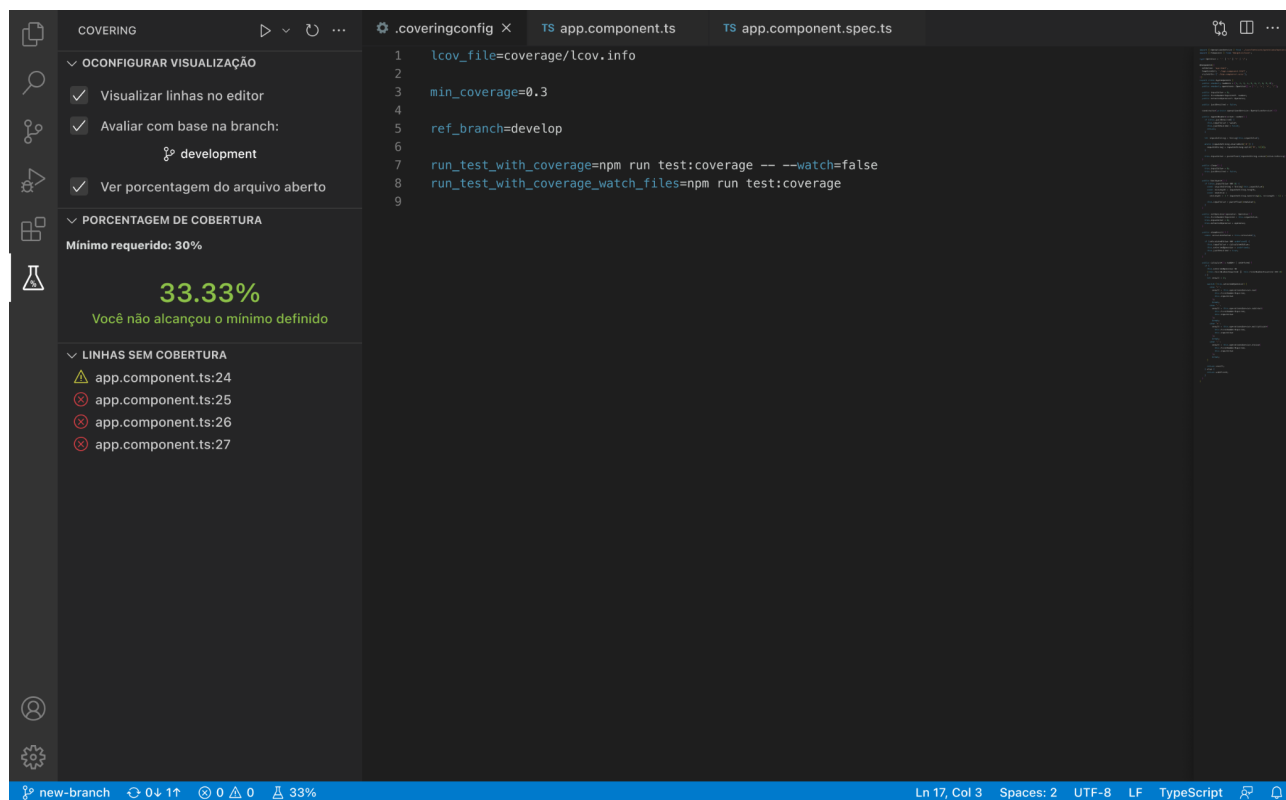 COVERING
OCONFIGURAR VISUALIZAÇÃO
Visualizar linhas no editor
Avaliar com base na branch:
development
Ver porcentagem do arquivo aberto
PORCENTAGEM DE COBERTURA
Mínimo requerido: 30%
33.33%
Você não alcançou o mínimo definido
LINHAS SEM COBERTURA
app.component.ts:24
app.component.ts:25
app.component.ts:26
app.component.ts:27
.coveringconfig
TS app.component.ts
TS app.component.spec.ts
1 lcov_file=coverage/lcov.info
2
3 min_coverage=0.3
4
5 ref_branch=develop
6
7 run_test_with_coverage=npm run test:coverage -- --watch=false
8 run_test_with_coverage_watch_files=npm run test:coverage
9
new-branch 0↓ 1↑ 0 0 33% Ln 17, Col 3 Spaces: 2 UTF-8 LF TypeScript